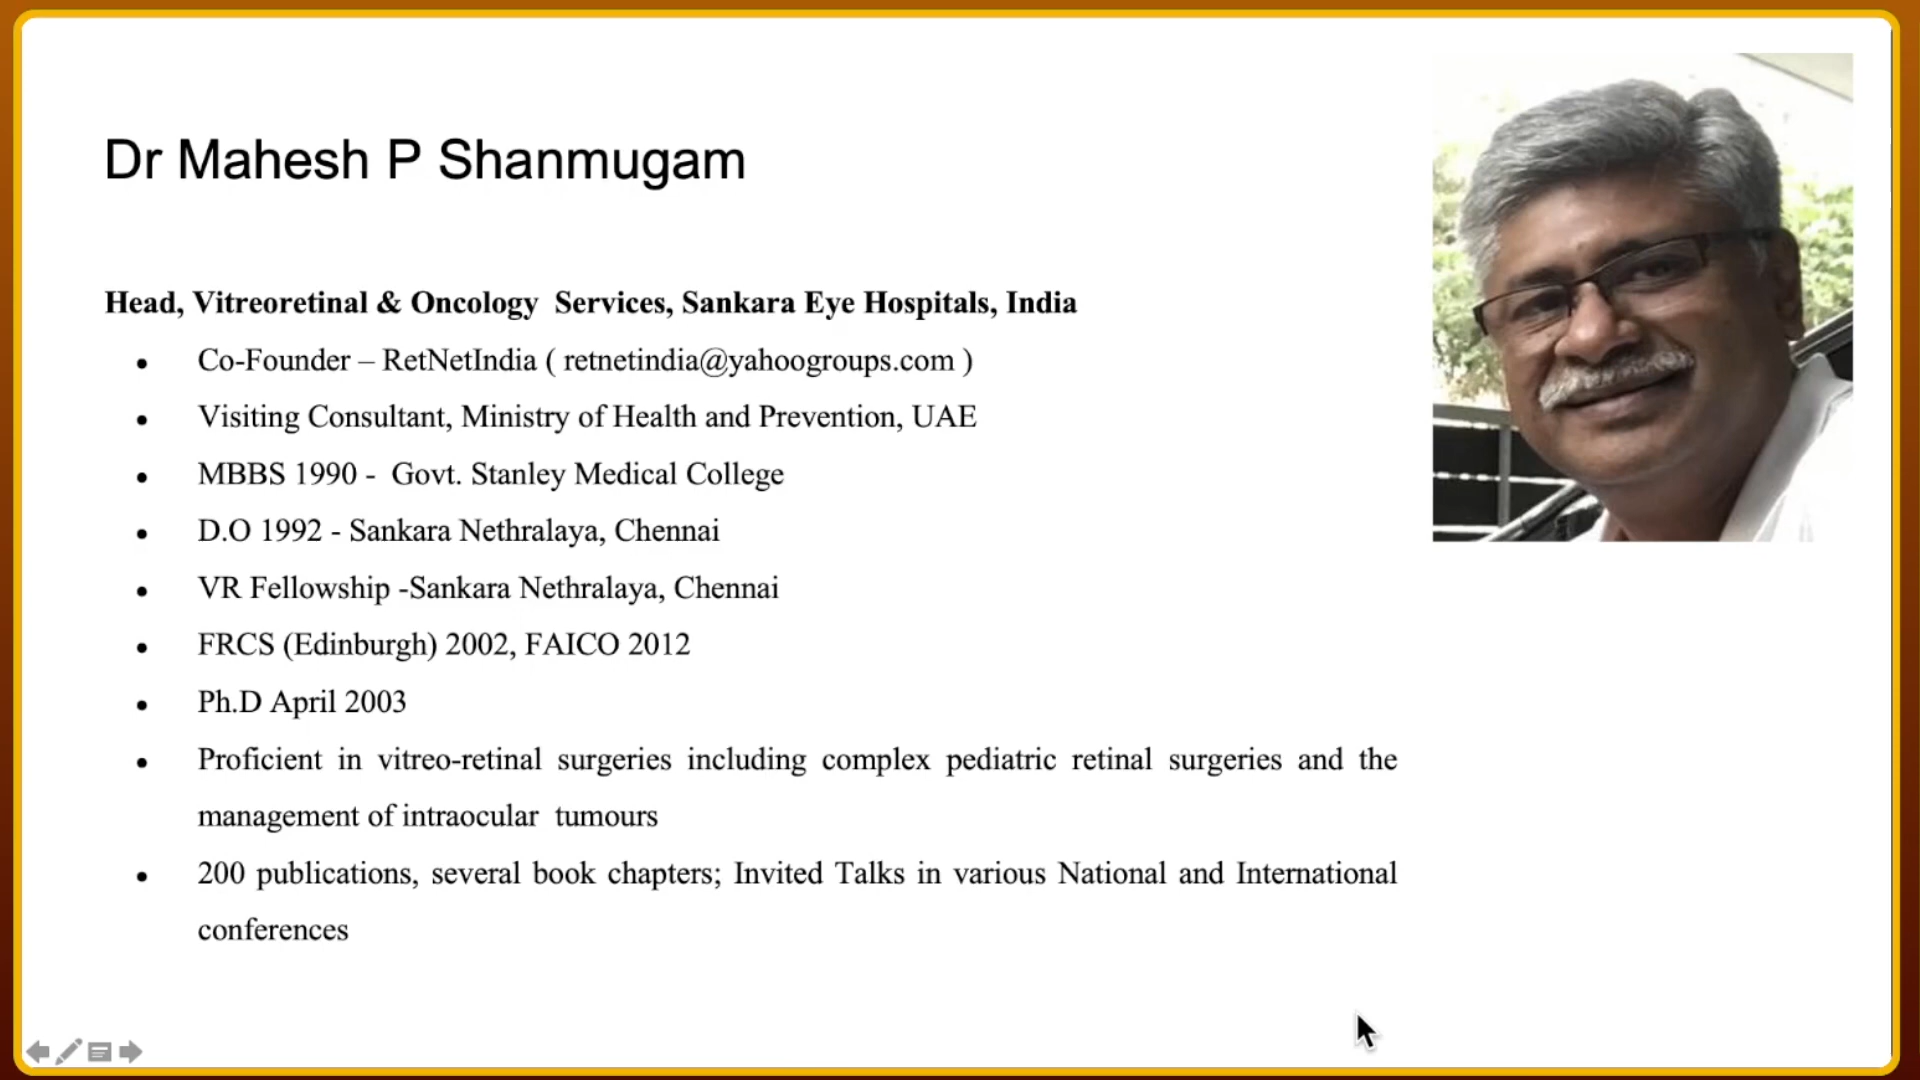 Dr Mahesh P Shanmugam
Head, Vitreoretinal & Oncology  Services, Sankara Eye Hospitals, India
• Co-Founder – RetNetIndia ( retnetindia@yahoogroups.com )
• Visiting Consultant, Ministry of Health and Prevention, UAE
• MBBS 1990 -  Govt. Stanley Medical College
• D.O 1992 - Sankara Nethralaya, Chennai
• VR Fellowship -Sankara Nethralaya, Chennai
• FRCS (Edinburgh) 2002, FAICO 2012
• Ph.D April 2003
• Proficient in vitreo-retinal surgeries including complex pediatric retinal surgeries and the
management of intraocular  tumours
• 200 publications, several book chapters; Invited Talks in various National and International
conferences